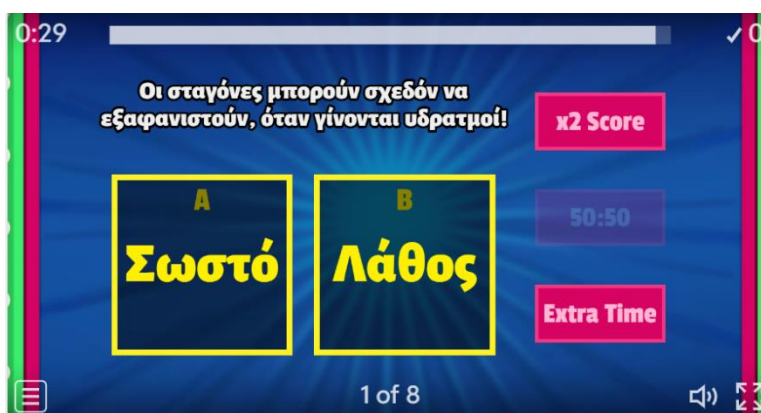 0:29
✓ 0
Οι σταγόνες μπορούν σχεδόν να
εξαφανιστούν, όταν γίνονται υδρατμοί!
x2 Score
50:50
Extra Time
A
Σωστό
B
Λάθος
1 of 8